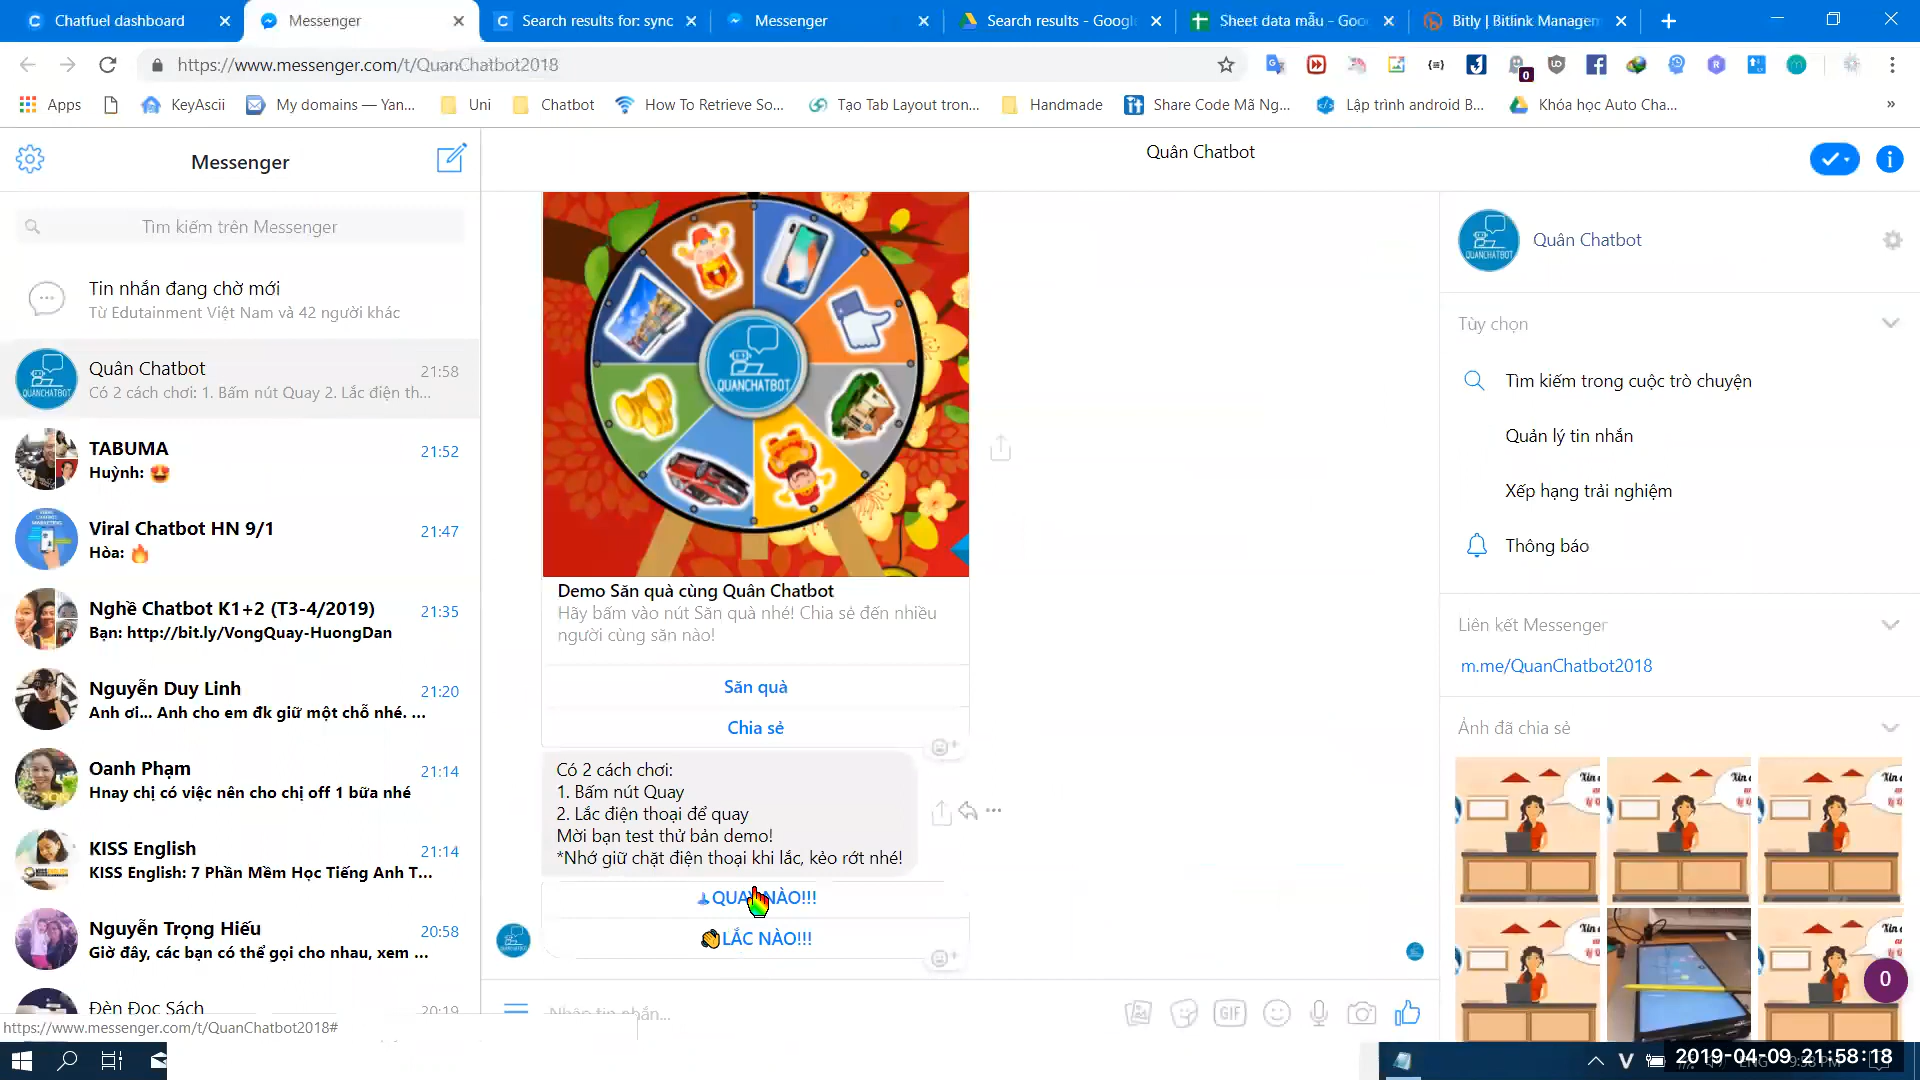 Chatfuel dashboard
Messenger
Search results for: sync
Messenger
Search results - Google
Sheet data mẫu - Goo
Bitly | Bitlink Managem
https://www.messenger.com/t/QuanChatbot2018
Apps
KeyAscii
My domains — Yan...
Uni
Chatbot
How To Retrieve So...
Tạo Tab Layout tron...
Handmade
Share Code Mã Ng...
Lập trình android B...
Khóa học Auto Cha...
»
Messenger
Quân Chatbot
Tìm kiếm trên Messenger
Tin nhắn đang chờ mới
Từ Edutainment Việt Nam và 42 người khác
Quân Chatbot
21:58
Có 2 cách chơi: 1. Bấm nút Quay 2. Lắc điện th...
TABUMA
21:52
Huỳnh: 😍
Viral Chatbot HN 9/1
21:47
Hòa: 🔥
Nghề Chatbot K1+2 (T3-4/2019)
21:35
Bạn: http://bit.ly/VongQuay-HuongDan
Nguyễn Duy Linh
21:20
Anh ơi... Anh cho em đk giữ một chỗ nhé. ...
Oanh Phạm
21:14
Hnay chị có việc nên cho chị off 1 bữa nhé
KISS English
21:14
KISS English: 7 Phần Mềm Học Tiếng Anh T...
Nguyễn Trọng Hiếu
20:58
Giờ đây, các bạn có thể gọi cho nhau, xem ...
Đèn Đọc Sách
20:19
https://www.messenger.com/t/QuanChatbot2018#
QUANCHATBOT
Demo Săn quà cùng Quân Chatbot
Hãy bấm vào nút Săn quà nhé! Chia sẻ đến nhiều
người cùng săn nào!
Săn quà
Chia sẻ
Có 2 cách chơi:
1. Bấm nút Quay
2. Lắc điện thoại để quay
Mời bạn test thử bản demo!
*Nhớ giữ chặt điện thoại khi lắc, kẻo rớt nhé!
QUAY NÀO!!!
👏LẮC NÀO!!!
Nhập tin nhắn...
GIF
Quân Chatbot
Tùy chọn
Tìm kiếm trong cuộc trò chuyện
Quản lý tin nhắn
Xếp hạng trải nghiệm
Thông báo
Liên kết Messenger
m.me/QuanChatbot2018
Ảnh đã chia sẻ
0
2019-04-09 21:58:18